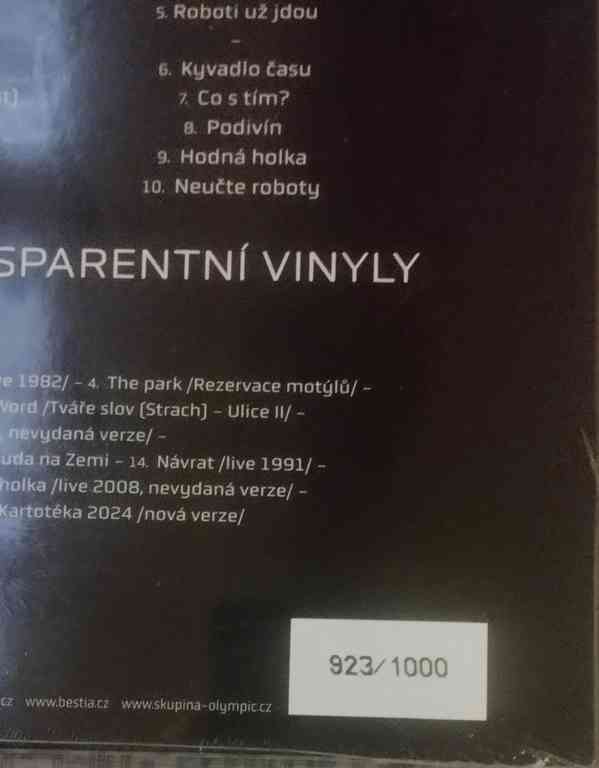 5. Roboti už jdou
–
6. Kyvadlo času
7. Co s tím?
8. Podivín
9. Hodná holka
10. Neučte roboty
SPARENTNÍ VINYLY
1982/ – 4. The park /Rezervace motýlů/ –
/Tváře slov (Strach) – Ulice II/ –
, nevydaná verze/ –
na Zemi – 14. Návrat /live 1991/ –
holka /live 2008, nevydaná verze/ –
Kartotéka 2024 /nová verze/
923/1000
cz www.bestia.cz www.skupina-olympic.cz